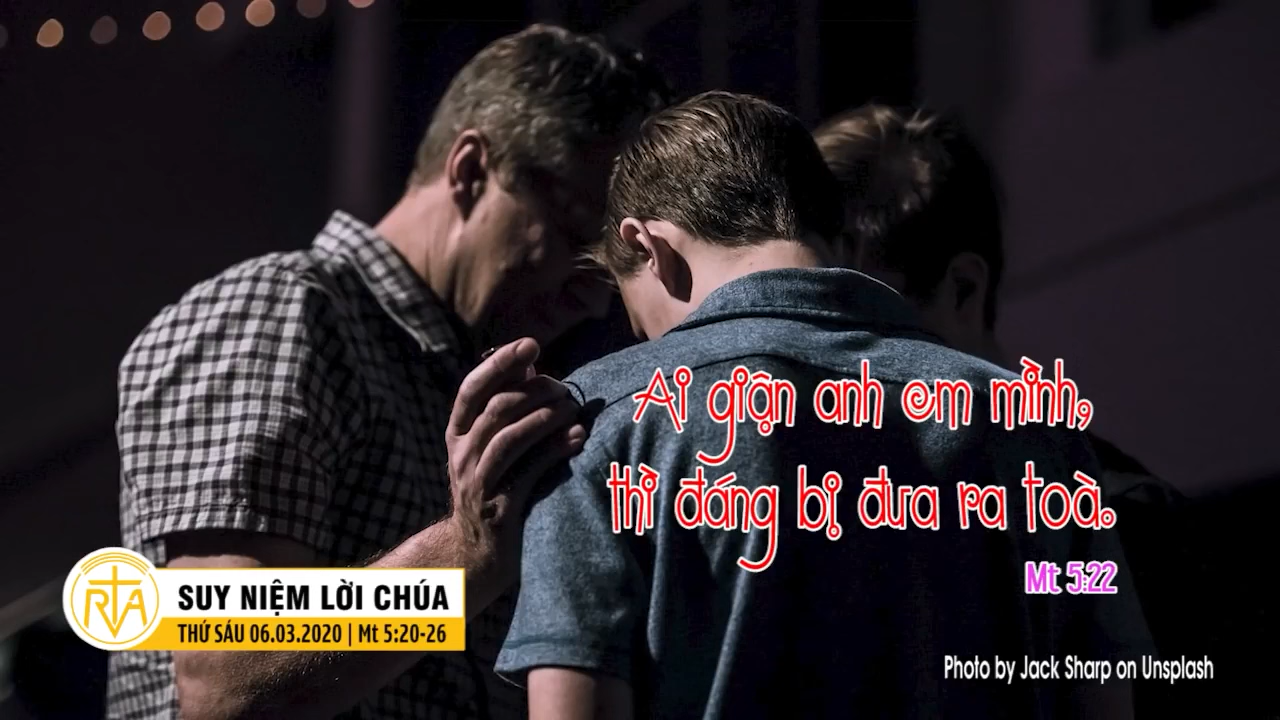 Ai giận anh em mình,
thì đáng bị đưa ra toà.
Mt 5:22
RTA
SUY NIỆM LỜI CHÚA
THỨ SÁU 06.03.2020 | Mt 5:20-26
Photo by Jack Sharp on Unsplash